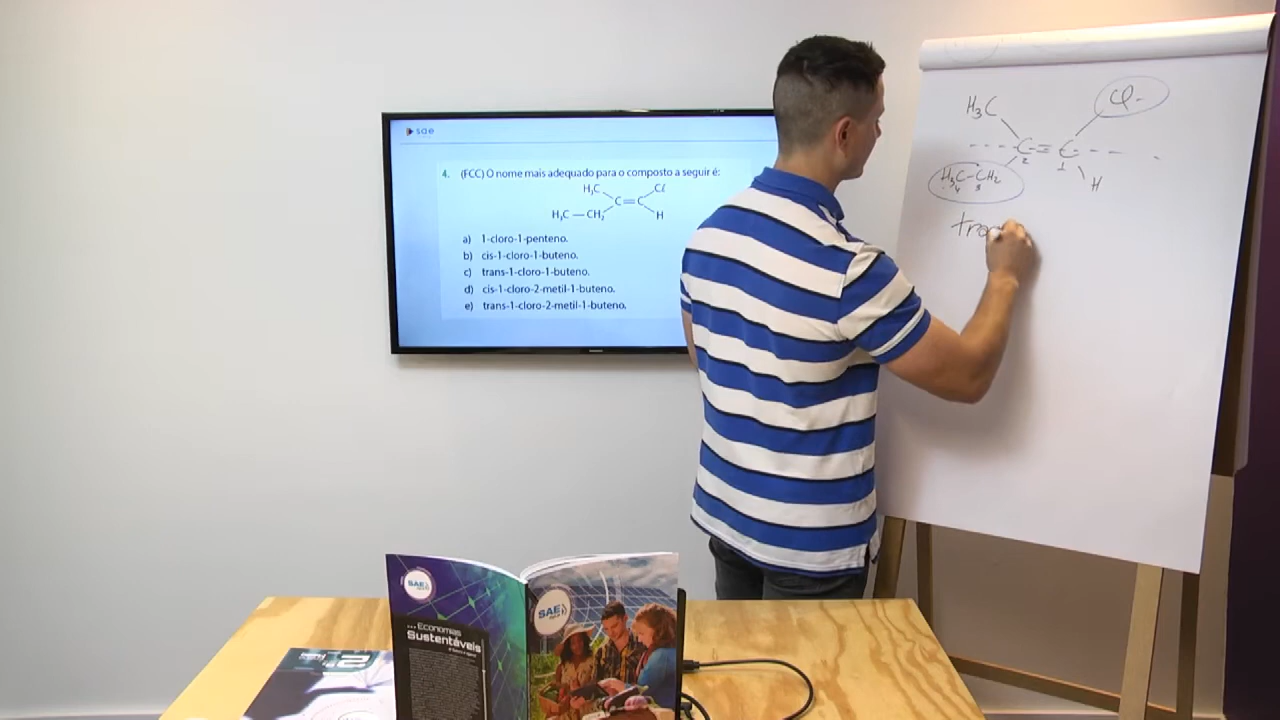 sae
4. (FCC) O nome mais adequado para o composto a seguir é:
H₃C Cℓ
C=C
H₃C—CH₂ H
a) 1-cloro-1-penteno.
b) cis-1-cloro-1-buteno.
c) trans-1-cloro-1-buteno.
d) cis-1-cloro-2-metil-1-buteno.
e) trans-1-cloro-2-metil-1-buteno.
H₃C Cl
C=C
2 1
H₃C-CH₂ H
4 3
tra
SAE
... Economias
Sustentáveis
SAE
2